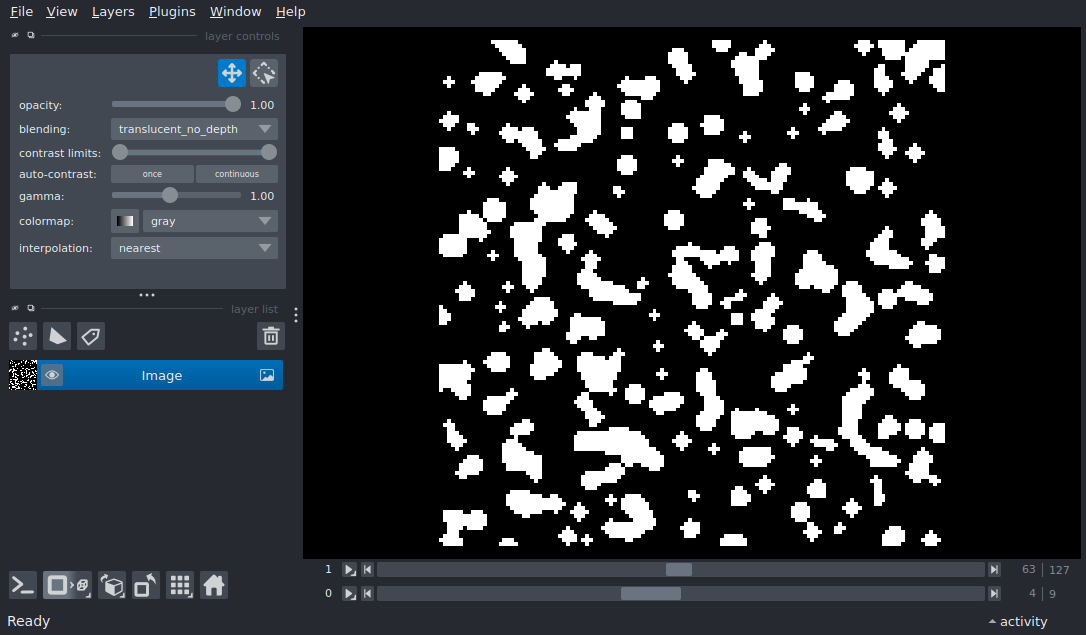 File View Layers Plugins Window Help
layer controls
opacity: 1.00
blending: translucent_no_depth
contrast limits:
auto-contrast: once continuous
gamma: 1.00
colormap: gray
interpolation: nearest
layer list
Image
1 63 127
0 4 9
Ready activity